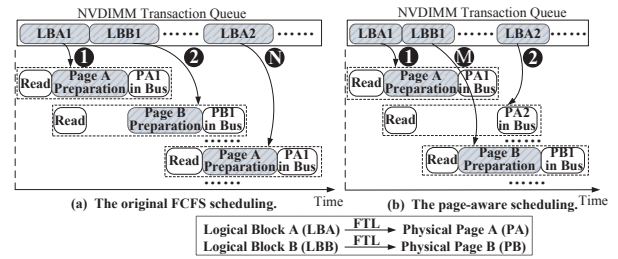 NVDIMM Transaction Queue
LBA1 LBB1 ······ LBA2 ······
1 2 N
Read Page A Preparation PA1 in Bus
Read Page B Preparation PB1 in Bus
······
Read Page A Preparation PA1 in Bus
······
Time
(a) The original FCFS scheduling.
NVDIMM Transaction Queue
LBA1 LBB1 ······ LBA2 ······
1 M 2
Read Page A Preparation PA1 in Bus
Read PA2 in Bus
······
Read Page B Preparation PB1 in Bus
······
Time
(b) The page-aware scheduling.
Logical Block A (LBA) FTL Physical Page A (PA)
Logical Block B (LBB) FTL Physical Page B (PB)